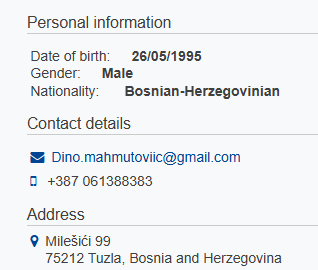 Personal information
Date of birth: 26/05/1995
Gender: Male
Nationality: Bosnian-Herzegovinian
Contact details
Dino.mahmutoviic@gmail.com
+387 061388383
Address
Milešići 99
75212 Tuzla, Bosnia and Herzegovina